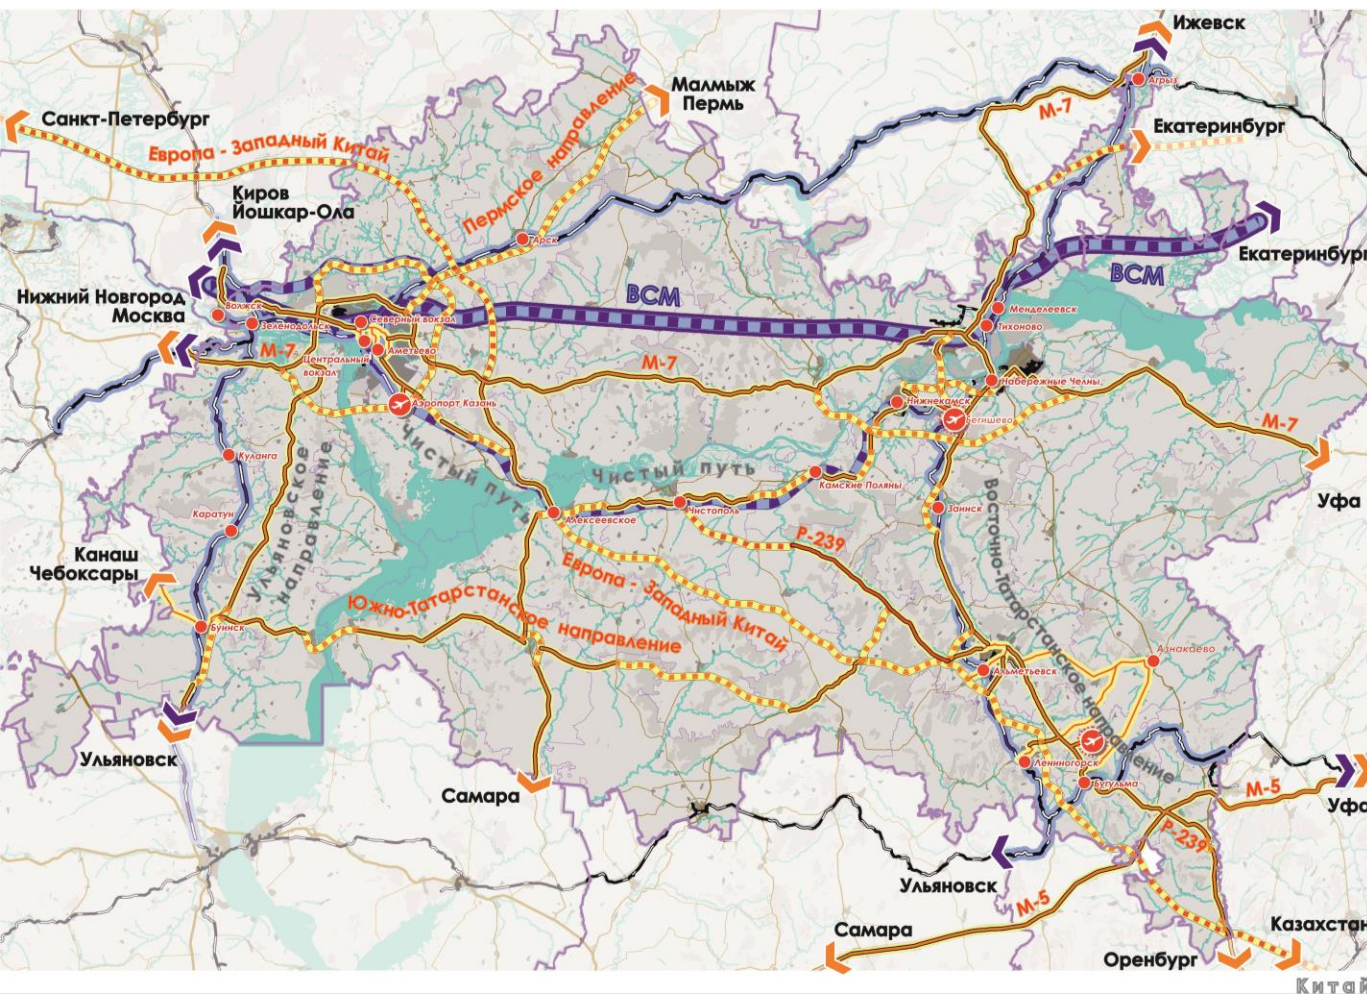 Ижевск
Агрыз
Малмыж
Пермь
М-7
Санкт-Петербург
Европа - Западный Китай
Пермское направление
Екатеринбург
Киров
Йошкар-Ола
Арск
Екатеринбург
ВСМ
ВСМ
Нижний Новгород
Москва
Волжск
Зеленодольск
Северный вокзал
Менделеевск
Тихоново
М-7
Центральный
вокзал
Аметьево
М-7
Набережные Челны
Аэропорт Казань
Нижнекамск
Бегишево
М-7
Чистый путь
Чистый путь
Куланга
Ульяновское
направление
Камские Поляны
Уфа
Каратун
Алексеевское
Чистополь
Заинск
Восточно-Татарстанское направление
Р-239
Канаш
Чебоксары
Европа - Западный Китай
Южно-Татарстанское направление
Буинск
Альметьевск
Азнакаево
Ульяновск
Лениногорск
Бугульма
Самара
М-5
Уфа
Р-239
Ульяновск
М-5
Самара
Казахстан
Оренбург
Китай